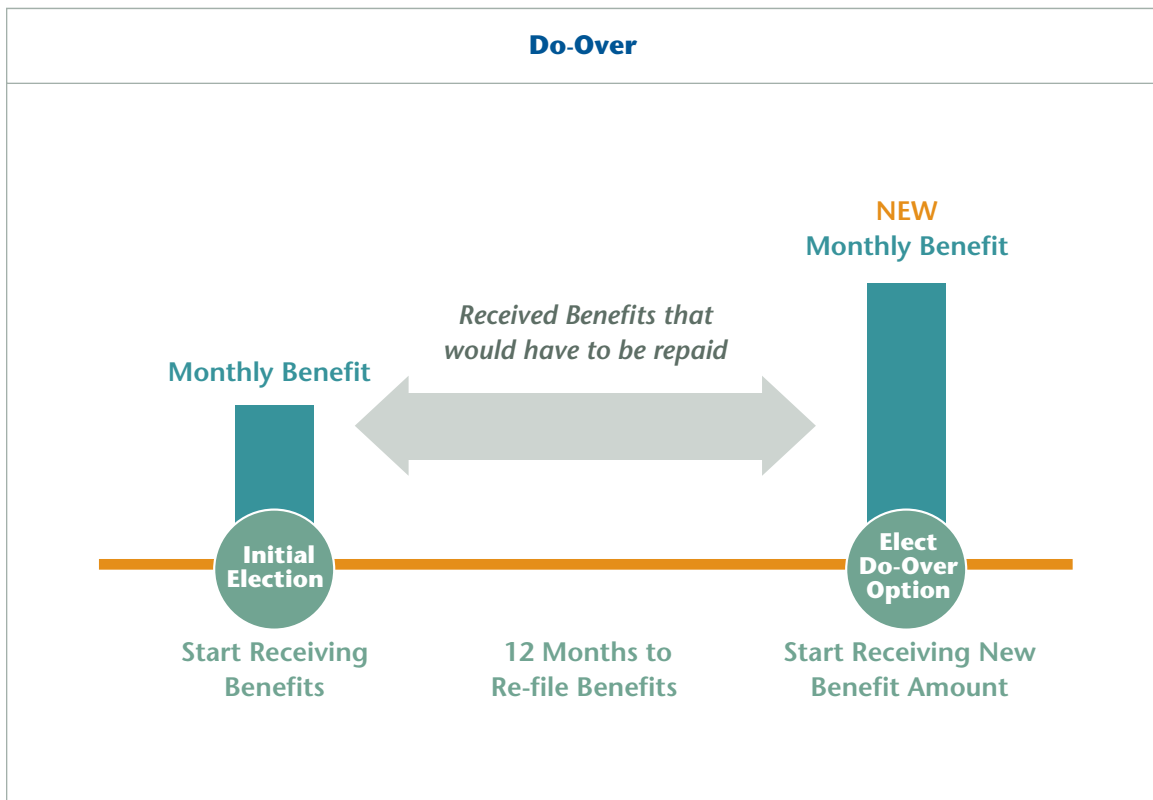 Do-Over
NEW
Monthly Benefit
Received Benefits that
would have to be repaid
Monthly Benefit
Initial
Election
Elect
Do-Over
Option
Start Receiving
Benefits
12 Months to
Re-file Benefits
Start Receiving New
Benefit Amount